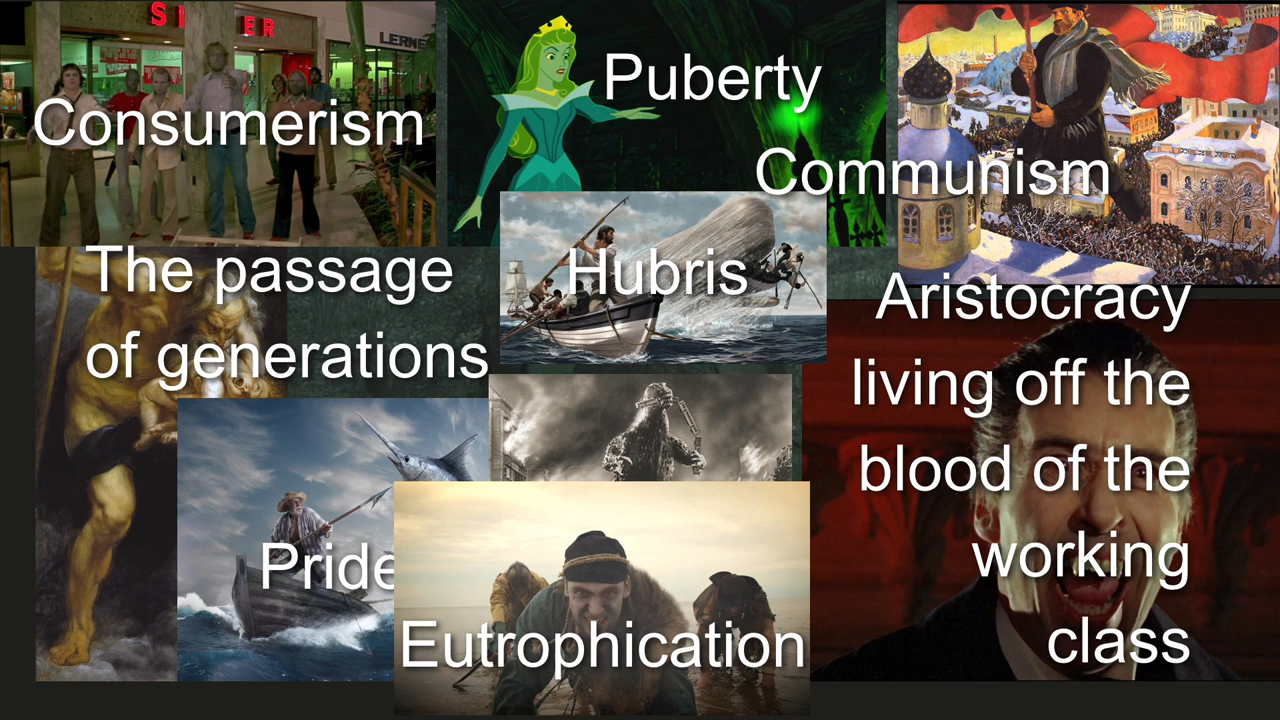 LERNE
Consumerism
Puberty
Communism
The passage
of generations
Hubris
Aristocracy
living off the
blood of the
working
class
Pride
Eutrophication